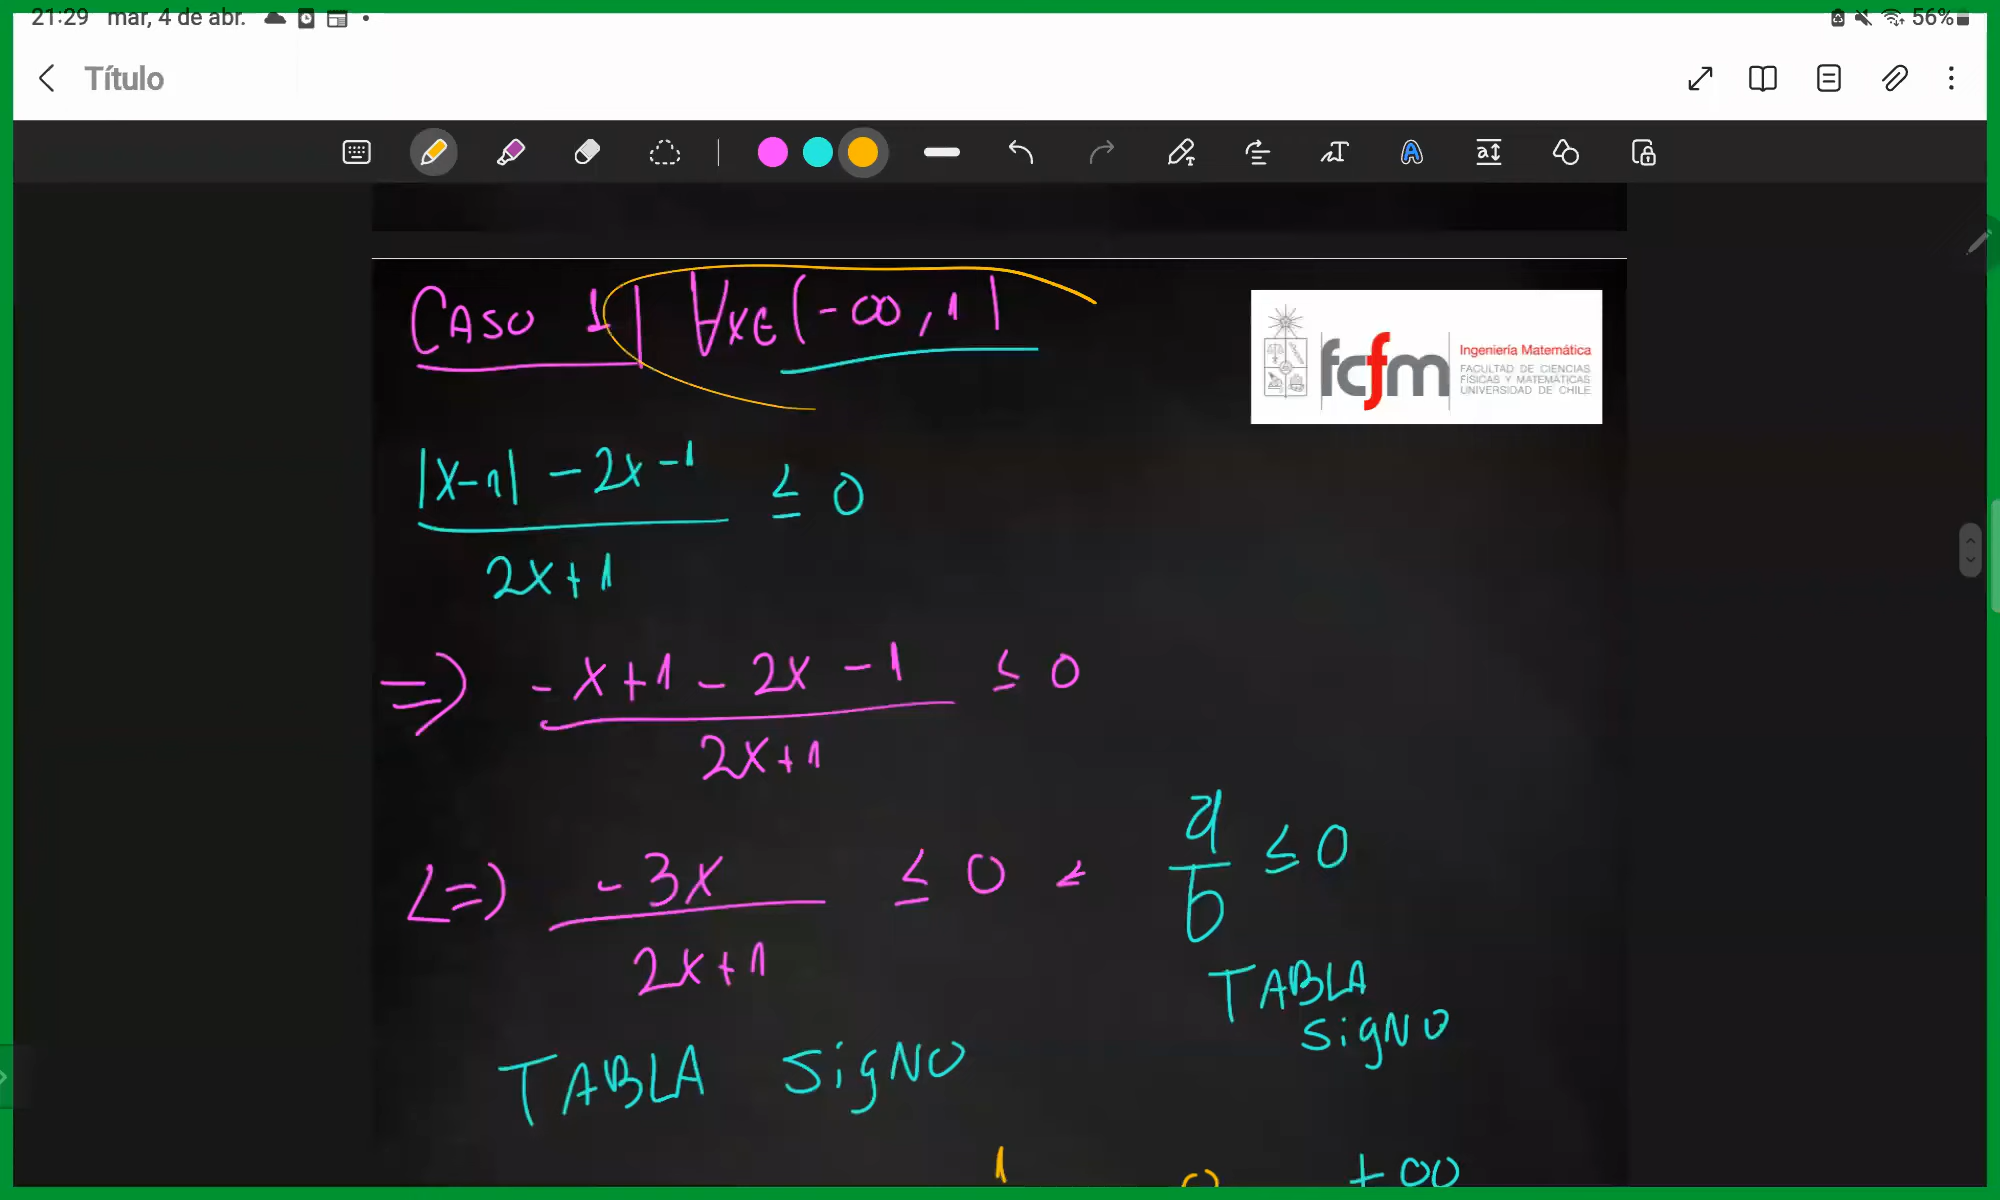 21:29 mar, 4 de abr. 56%
Título
CASO 1| ∀x∈(-∞,1)
fcfm
Ingeniería Matemática
FACULTAD DE CIENCIAS
FÍSICAS Y MATEMÁTICAS
UNIVERSIDAD DE CHILE
|x-1| - 2x - 1 ≤ 0
2x+1
=> -x+1 - 2x - 1 ≤ 0
2x+1
<=> -3x ≤ 0
2x+1
a ≤ 0
b
TABLA
SigNO
TABLA SigNO
+∞